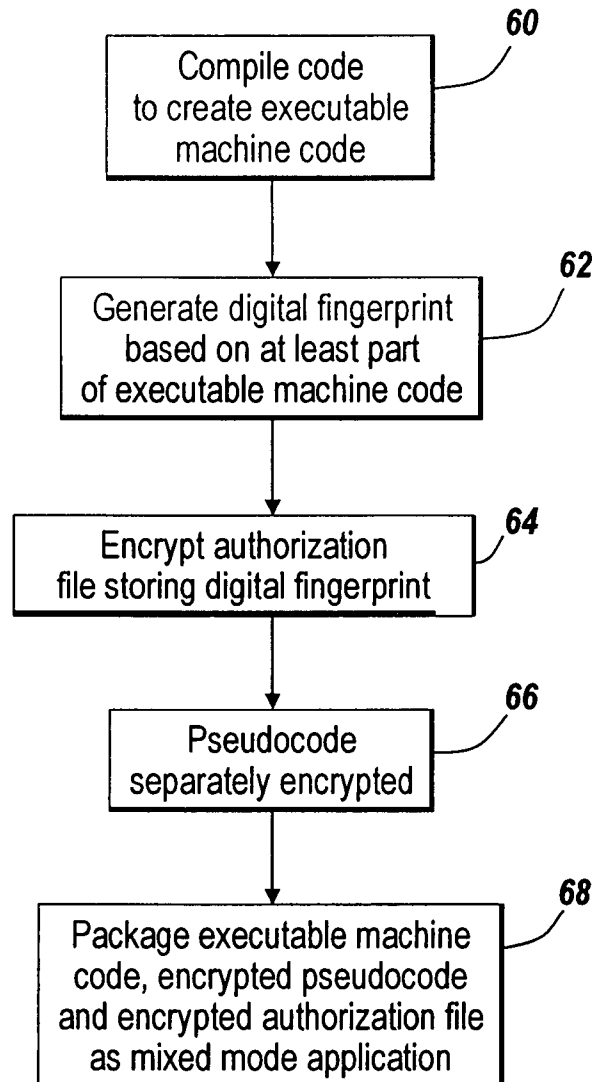 60
Compile code
to create executable
machine code
62
Generate digital fingerprint
based on at least part
of executable machine code
64
Encrypt authorization
file storing digital fingerprint
66
Pseudocode
separately encrypted
68
Package executable machine
code, encrypted pseudocode
and encrypted authorization file
as mixed mode application